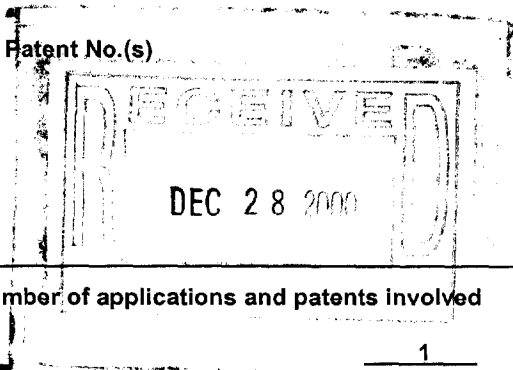 Patent No.(s)
RECEIVED
DEC 28 2000
mber of applications and patents involved
1